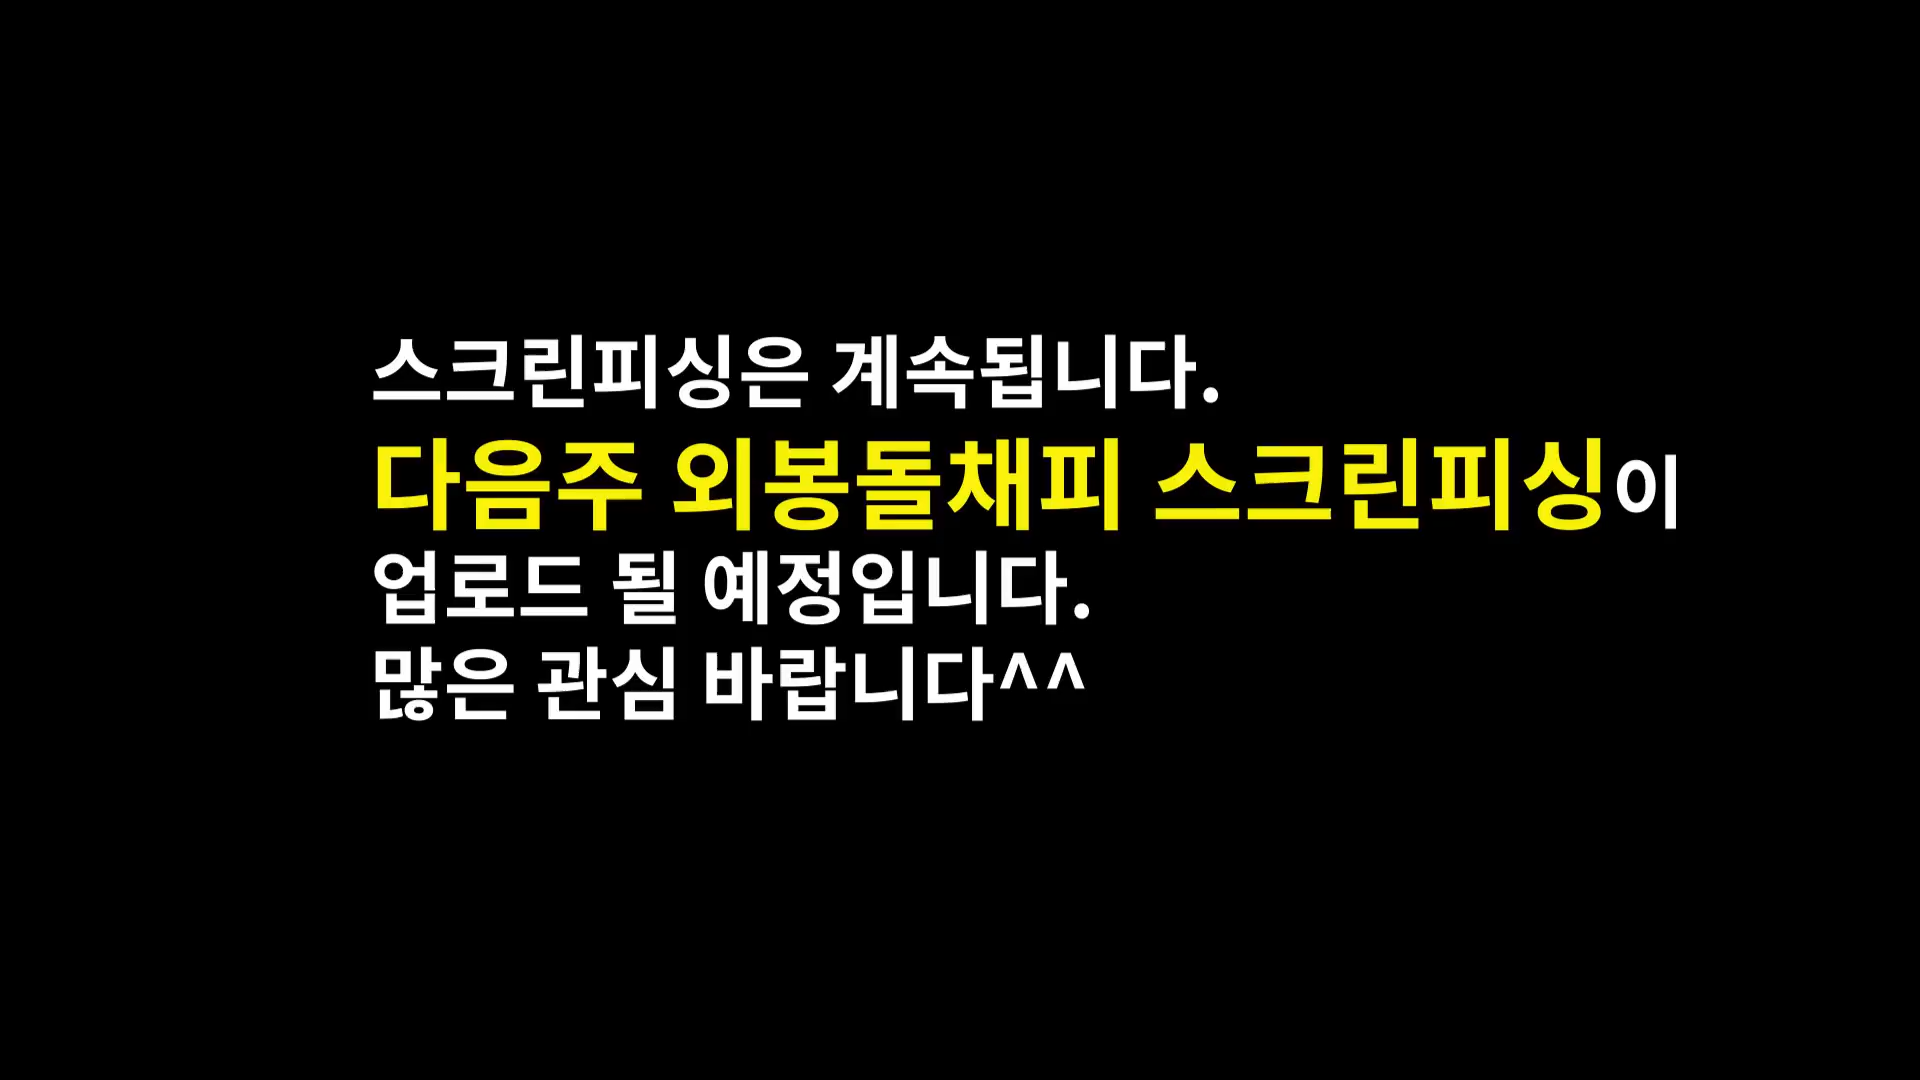 스크린피싱은 계속됩니다.
다음주 외봉돌채피 스크린피싱이
업로드 될 예정입니다.
많은 관심 바랍니다^^